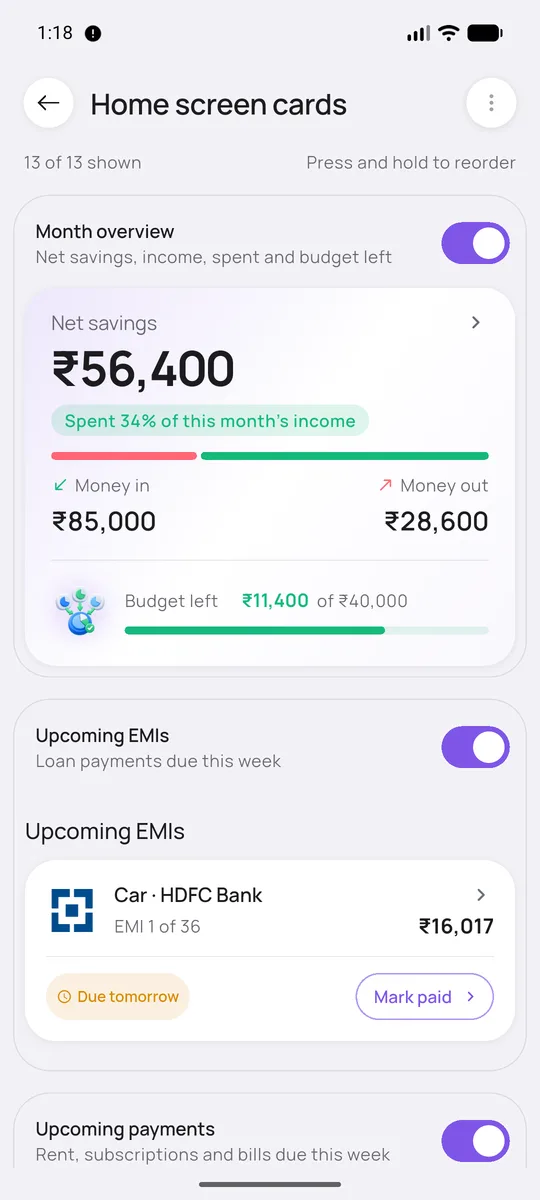 1:18
Home screen cards
13 of 13 shown
Press and hold to reorder
Month overview
Net savings, income, spent and budget left
Net savings
₹56,400
Spent 34% of this month's income
Money in
Money out
₹85,000
₹28,600
Budget left ₹11,400 of ₹40,000
Upcoming EMIs
Loan payments due this week
Upcoming EMIs
Car · HDFC Bank
EMI 1 of 36
₹16,017
Due tomorrow
Mark paid
Upcoming payments
Rent, subscriptions and bills due this week